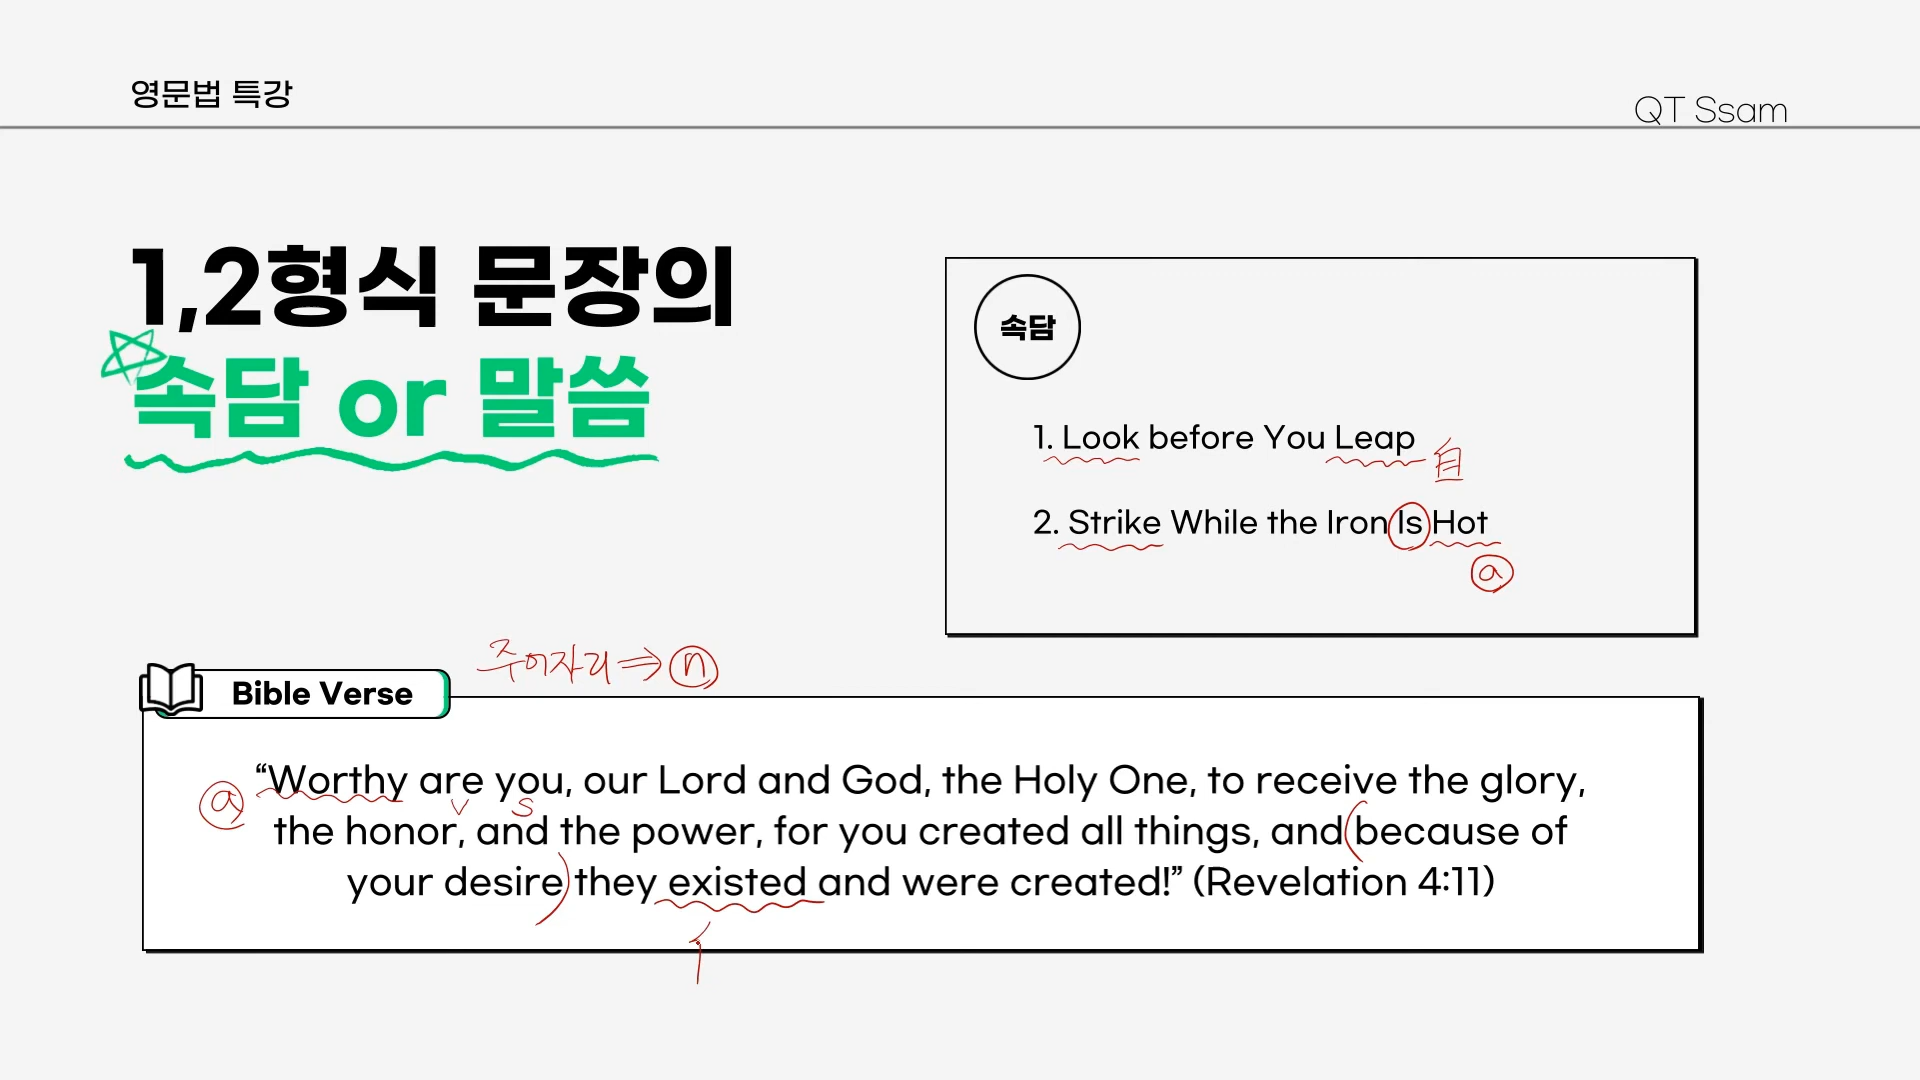 영문법 특강
QT Ssam
1,2형식 문장의
속담 or 말씀
속담
1. Look before You Leap
自
2. Strike While the Iron Is Hot
a
주어자리 ⇒ n
Bible Verse
a
“Worthy are you, our Lord and God, the Holy One, to receive the glory,
v s
the honor, and the power, for you created all things, and (because of
your desire) they existed and were created!” (Revelation 4:11)